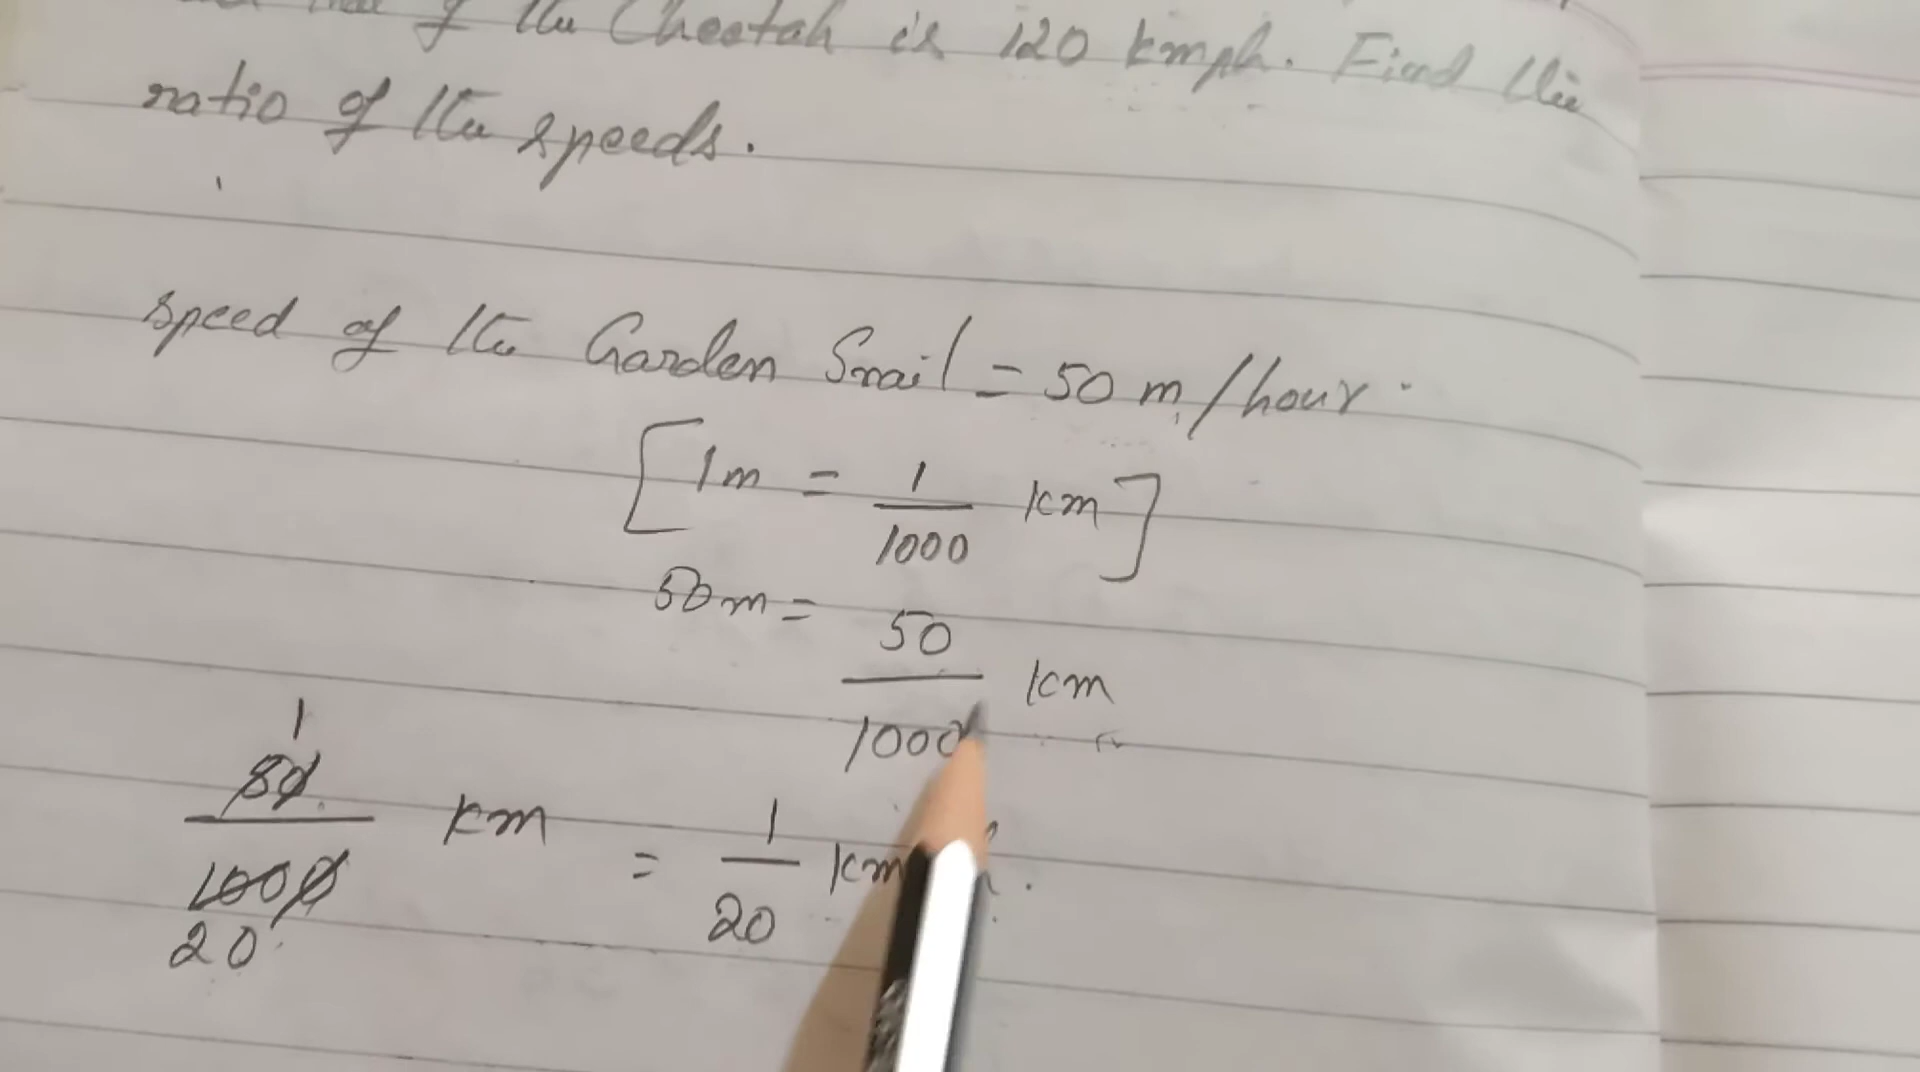 of the Cheetah is 120 kmph. Find the
ratio of the speeds.
speed of the Garden Snail = 50 m/hour.
[1m = 1/1000 km]
50m = 50/1000 km
1
50/1000 km = 1/20 km
20